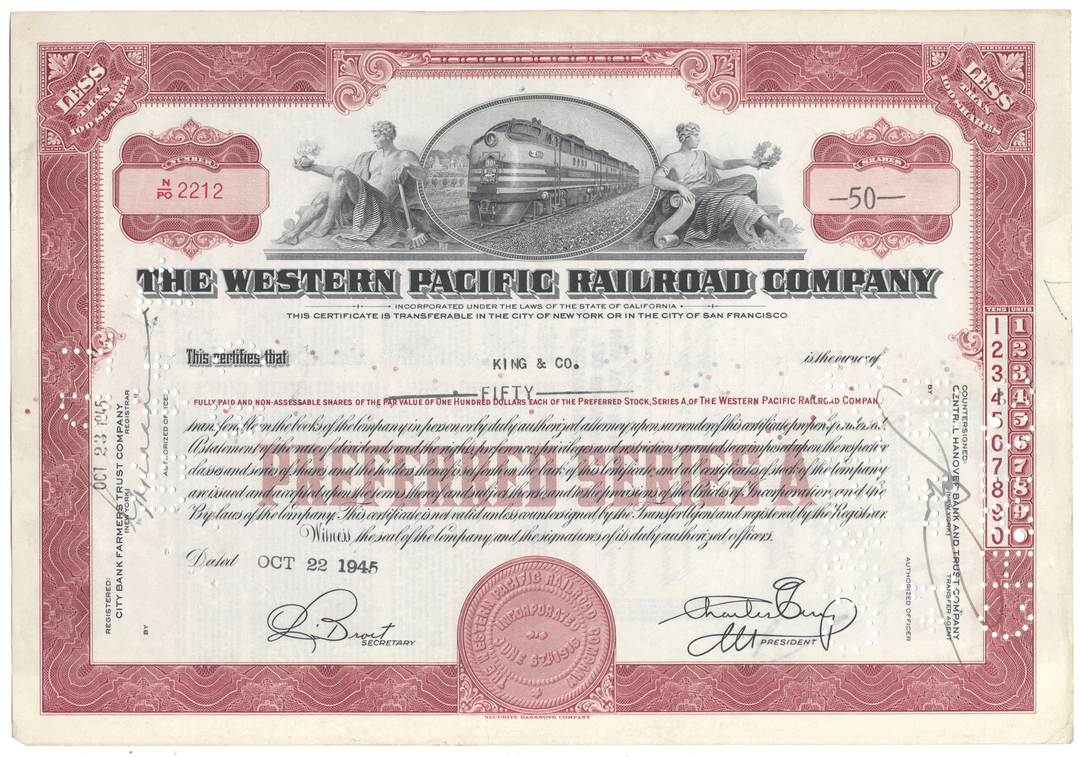 LESS THAN 100 SHARES
LESS THAN 100 SHARES
NUMBER
N/PO 2212
SHARES
—50—
THE WESTERN PACIFIC RAILROAD COMPANY
INCORPORATED UNDER THE LAWS OF THE STATE OF CALIFORNIA
THIS CERTIFICATE IS TRANSFERABLE IN THE CITY OF NEW YORK OR IN THE CITY OF SAN FRANCISCO
This certifies that KING & CO. is the owner of
FIFTY
FULLY PAID AND NON-ASSESSABLE SHARES OF THE PAR VALUE OF ONE HUNDRED DOLLARS EACH OF THE PREFERRED STOCK, SERIES A, OF THE WESTERN PACIFIC RAILROAD COMPANY
transferable on the books of the Company in person or by duly authorized attorney upon surrender of this certificate properly endorsed.
A statement of the rights, preferences, privileges and restrictions granted to or imposed upon the respective
classes and series of shares and the holders thereof is set forth on the back of this certificate, and all certificates of stock of the Company
are issued and accepted upon the terms thereof and subject thereto and to the provisions of the Articles of Incorporation and the
By-laws of the Company. This certificate is not valid unless countersigned by the Transfer Agent and registered by the Registrar.
Witness the seal of the Company and the signatures of its duly authorized officers.
PREFERRED SERIES A
Dated OCT 22 1945
SECRETARY
PRESIDENT
THE WESTERN PACIFIC RAILROAD COMPANY
INCORPORATED
JUNE 6TH 1916
SECURITY BANKNOTE COMPANY
OCT 23 1945
REGISTERED:
CITY BANK FARMERS TRUST COMPANY
(NEW YORK) REGISTRAR
BY
AUTHORIZED OFFICER
COUNTERSIGNED:
CENTRAL HANOVER BANK AND TRUST COMPANY
(NEW YORK) TRANSFER AGENT
BY
AUTHORIZED OFFICER
TENS UNITS
1 1
2 2
3 3
4 4
5 5
6 6
7 7
8 8
9 9
0